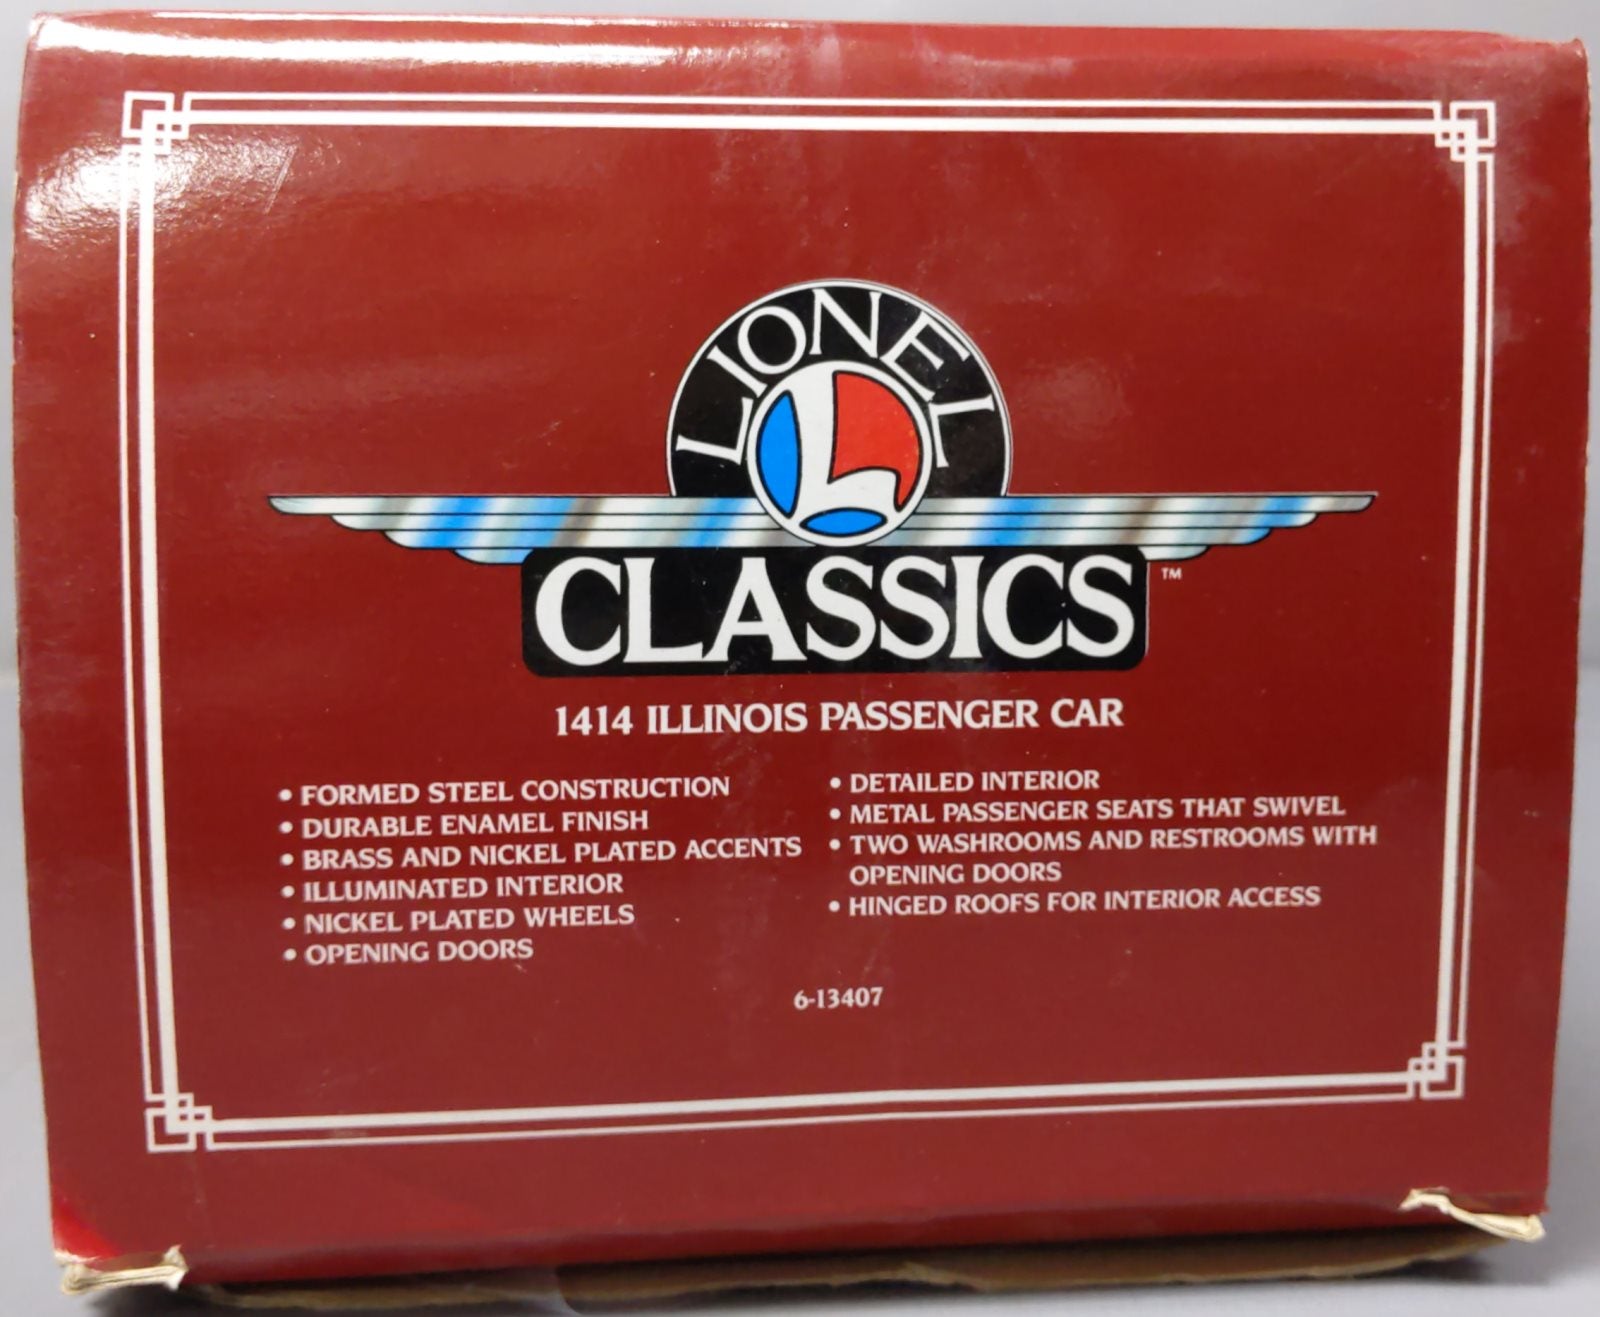 LIONEL
L
CLASSICS ™
1414 ILLINOIS PASSENGER CAR
• FORMED STEEL CONSTRUCTION
• DURABLE ENAMEL FINISH
• BRASS AND NICKEL PLATED ACCENTS
• ILLUMINATED INTERIOR
• NICKEL PLATED WHEELS
• OPENING DOORS
• DETAILED INTERIOR
• METAL PASSENGER SEATS THAT SWIVEL
• TWO WASHROOMS AND RESTROOMS WITH
OPENING DOORS
• HINGED ROOFS FOR INTERIOR ACCESS
6-13407